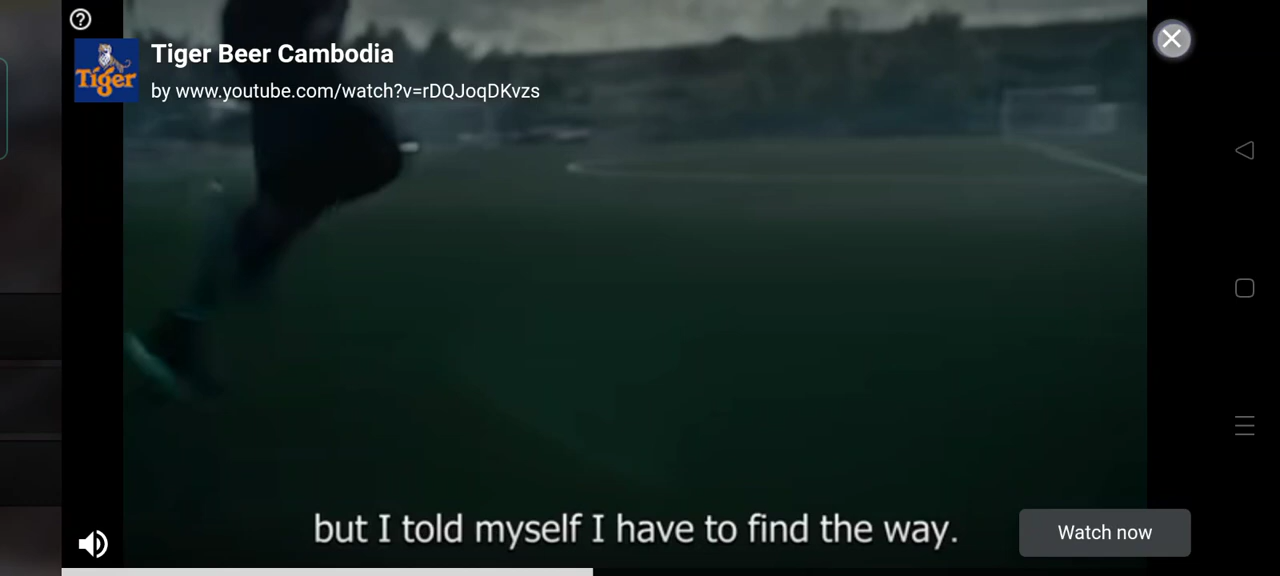 Tiger Beer Cambodia
Tiger
by www.youtube.com/watch?v=rDQJoqDKvzs
but I told myself I have to find the way.
Watch now